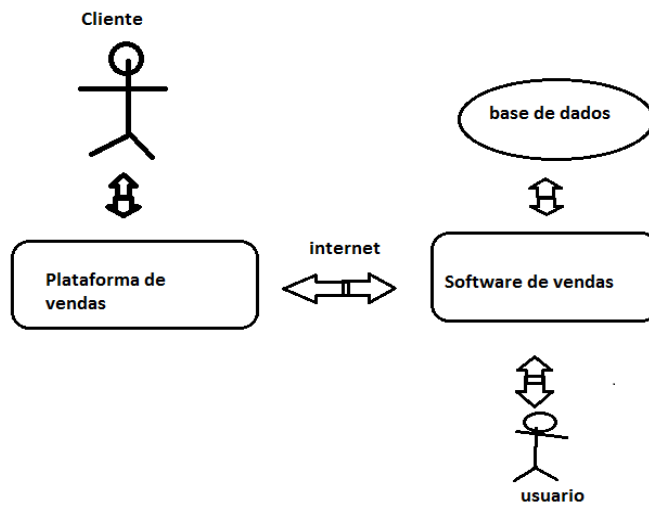 Cliente
base de dados
internet
Plataforma de
vendas
Software de vendas
usuario